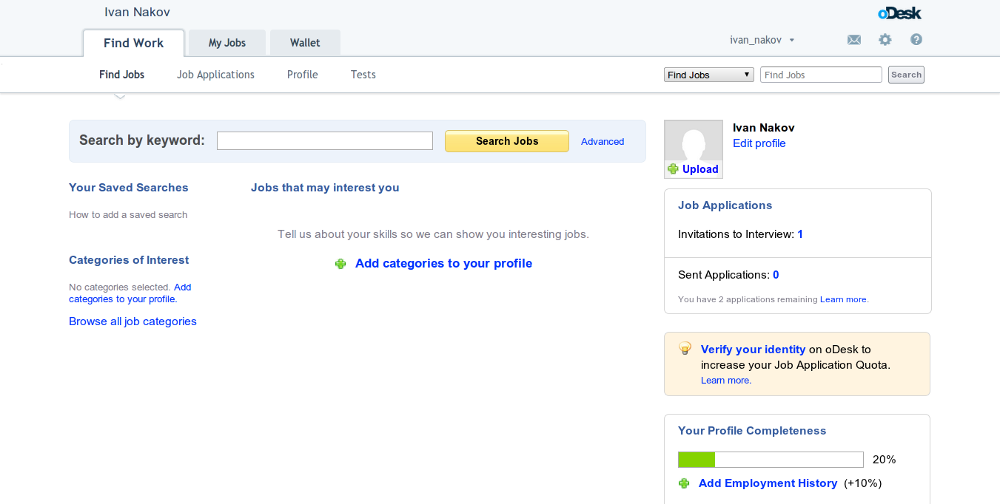 Ivan Nakov
oDesk
Find Work
My Jobs
Wallet
ivan_nakov
Find Jobs
Job Applications
Profile
Tests
Find Jobs
Find Jobs
Search
Search by keyword:
Search Jobs
Advanced
Your Saved Searches
How to add a saved search
Categories of Interest
No categories selected. Add
categories to your profile.
Browse all job categories
Jobs that may interest you
Tell us about your skills so we can show you interesting jobs.
Add categories to your profile
Ivan Nakov
Edit profile
Upload
Job Applications
Invitations to Interview: 1
Sent Applications: 0
You have 2 applications remaining Learn more.
Verify your identity on oDesk to
increase your Job Application Quota.
Learn more.
Your Profile Completeness
20%
Add Employment History (+10%)